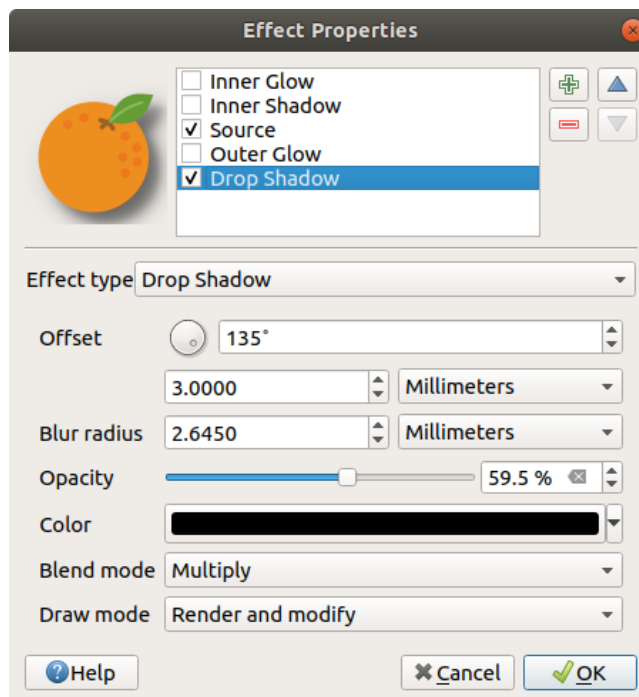 Effect Properties
Inner Glow
Inner Shadow
Source
Outer Glow
Drop Shadow
Effect type Drop Shadow
Offset 135°
3.0000 Millimeters
Blur radius 2.6450 Millimeters
Opacity 59.5 %
Color
Blend mode Multiply
Draw mode Render and modify
Help Cancel OK